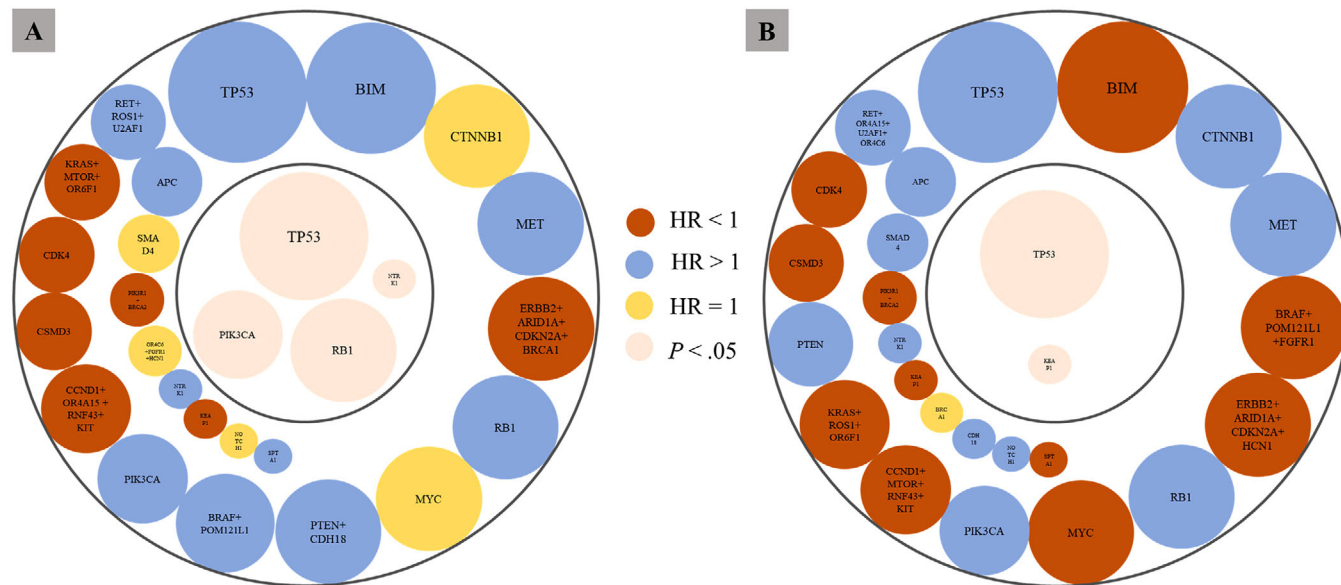 A
TP53
BIM
CTNNB1
MET
ERBB2+
ARID1A+
CDKN2A+
BRCA1
RB1
MYC
PTEN+
CDH18
BRAF+
POM121L1
PIK3CA
CCND1+
OR4A15 +
RNF43+
KIT
CSMD3
CDK4
KRAS+
MTOR+
OR6F1
RET+
ROS1+
U2AF1
APC
SMA
D4
PIK3R1
+
BRCA2
OR4C6
+FGFR1
+HCN1
NTR
K1
KEA
P1
NO
TC
H1
SPT
A1
TP53
NTR
K1
PIK3CA
RB1
HR < 1
HR > 1
HR = 1
P < .05
B
TP53
BIM
CTNNB1
MET
BRAF+
POM121L1
+FGFR1
ERBB2+
ARID1A+
CDKN2A+
HCN1
RB1
MYC
PIK3CA
CCND1+
MTOR+
RNF43+
KIT
KRAS+
ROS1+
OR6F1
PTEN
CSMD3
CDK4
RET+
OR4A15+
U2AF1+
OR4C6
APC
SMAD
4
PIK3R1
+
BRCA2
NTR
K1
KEA
P1
BRC
A1
CDH
18
NO
TC
H1
SPT
A1
TP53
KEA
P1